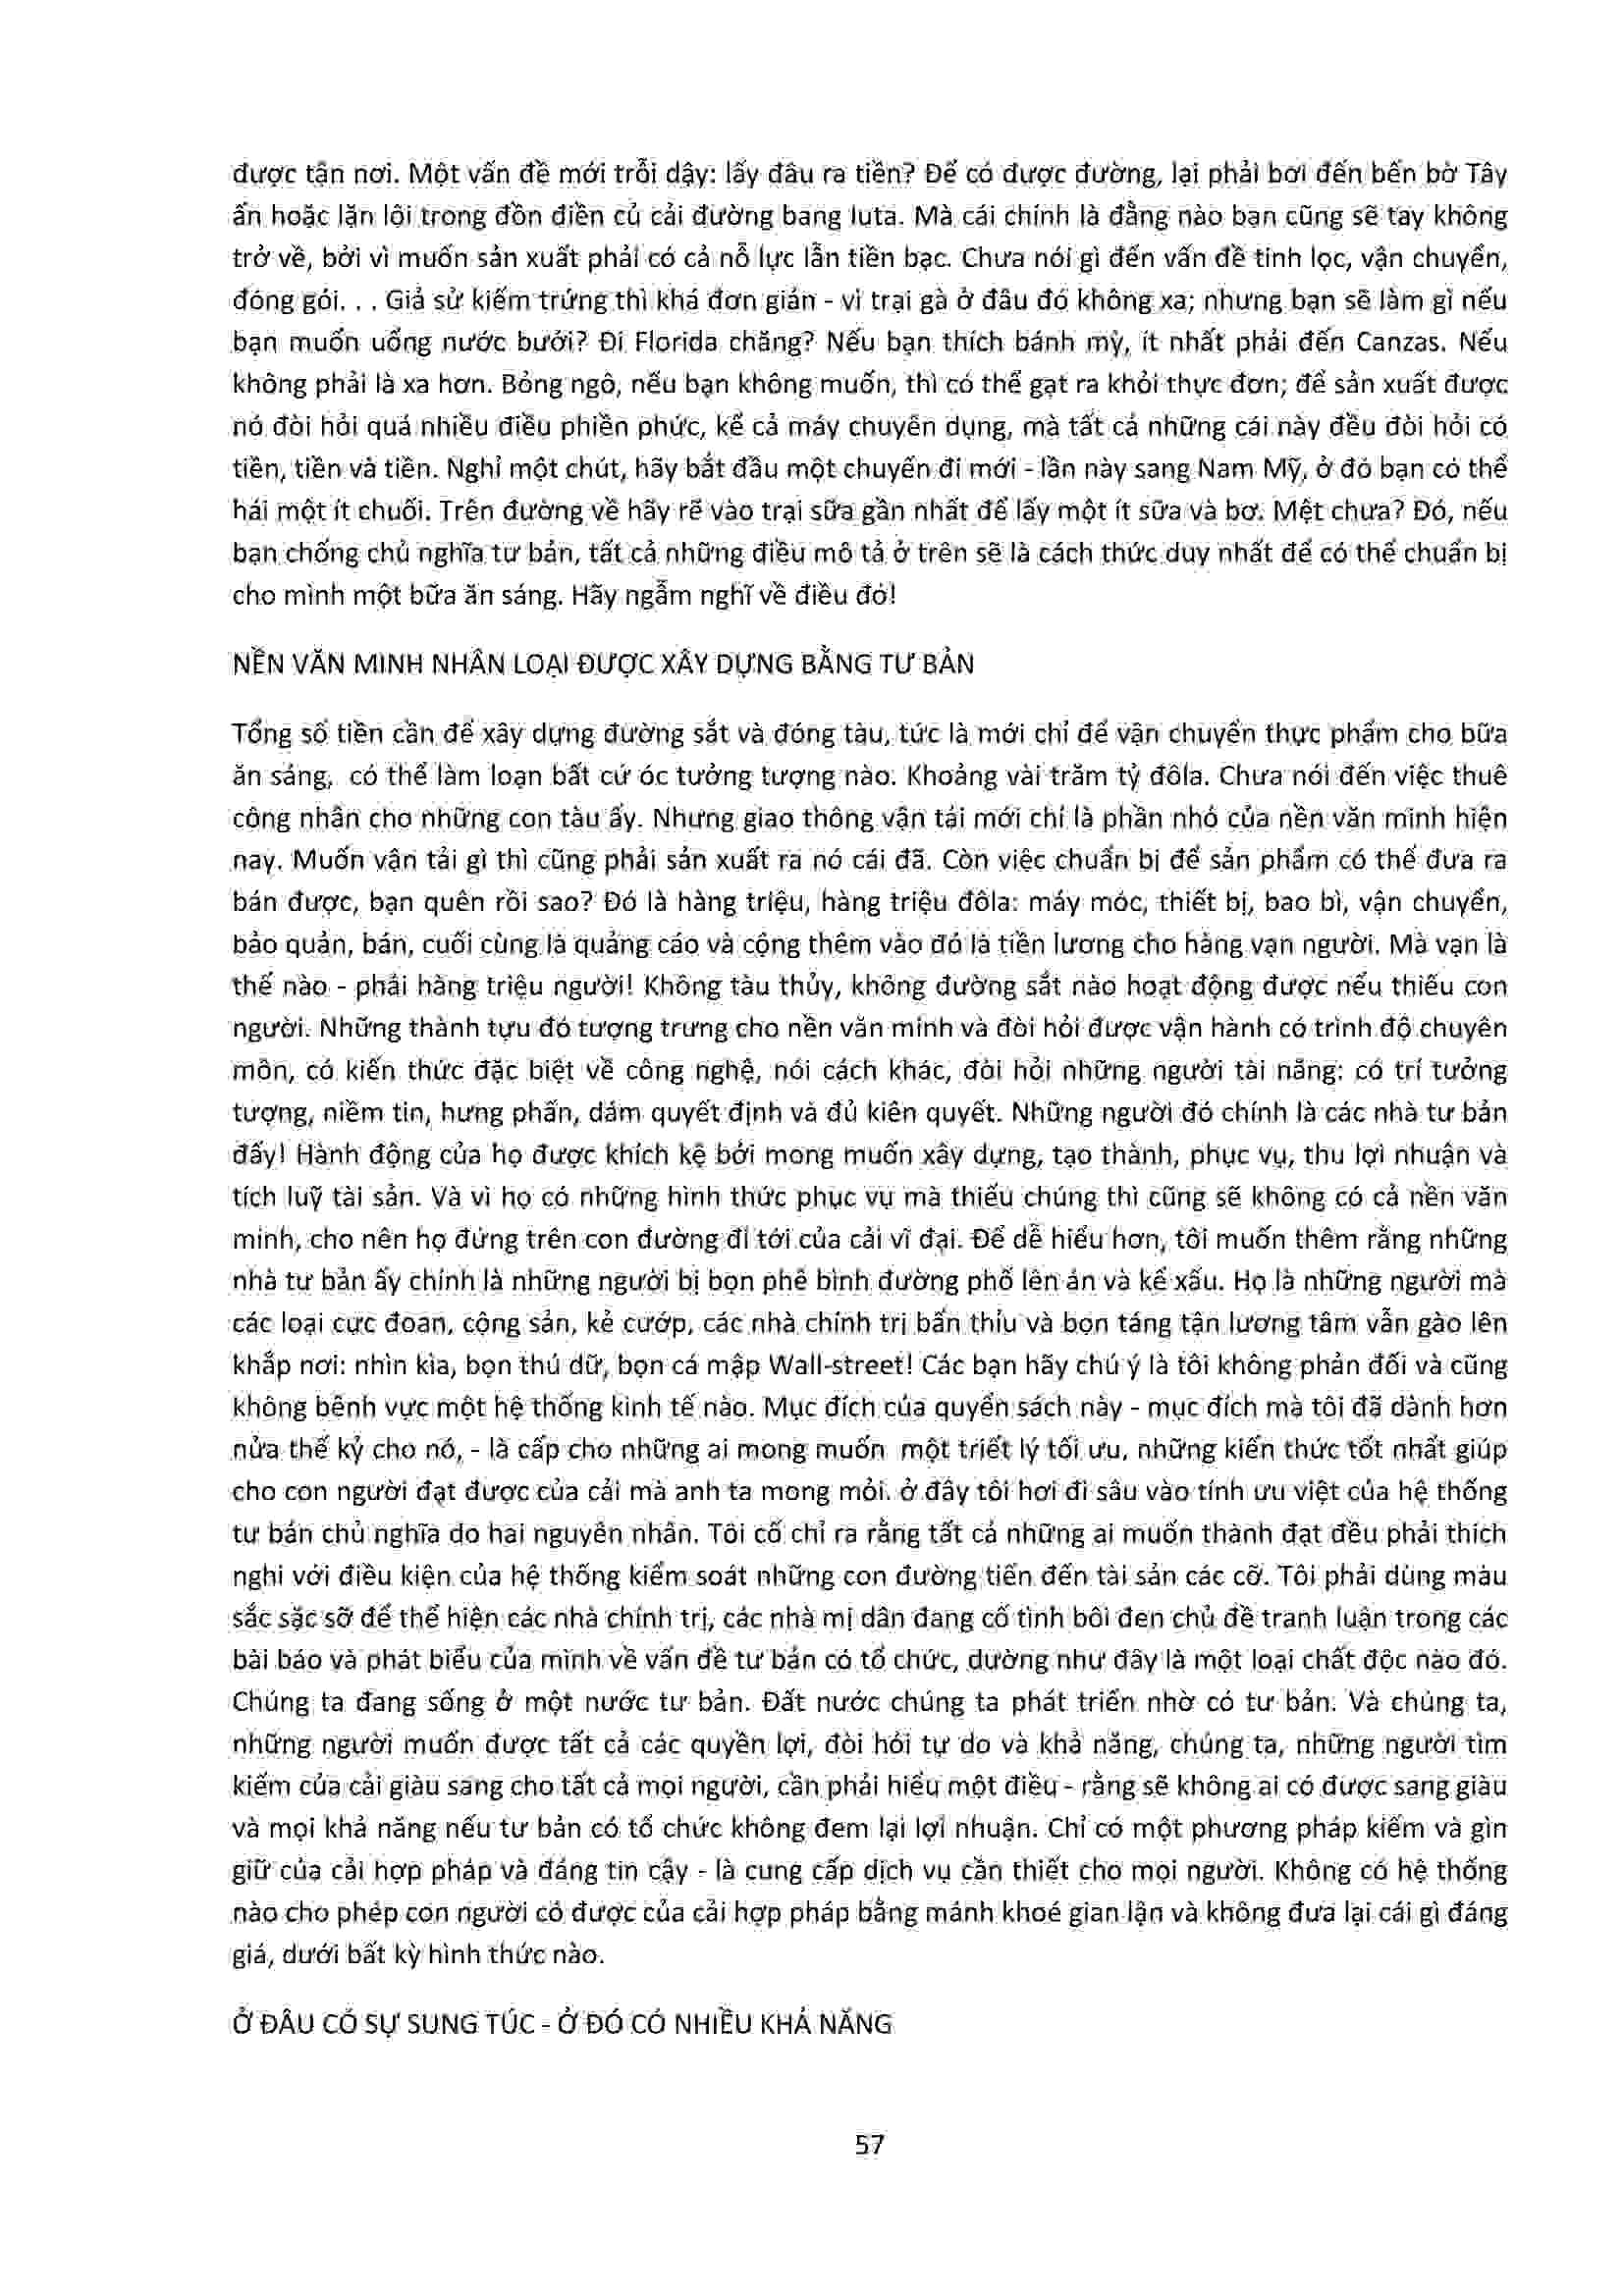 được tận nơi. Một vấn đề mới trỗi dậy: lấy đâu ra tiền? Để có được đường, lại phải bơi đến bến bờ Tây
ấn hoặc lặn lội trong đồn điền củ cải đường bang Iuta. Mà cái chính là đằng nào bạn cũng sẽ tay không
trở về, bởi vì muốn sản xuất phải có cả nỗ lực lẫn tiền bạc. Chưa nói gì đến vấn đề tinh lọc, vận chuyển,
đóng gói. . . Giả sử kiếm trứng thì khá đơn giản - vì trại gà ở đâu đó không xa; nhưng bạn sẽ làm gì nếu
bạn muốn uống nước bưởi? Đi Florida chăng? Nếu bạn thích bánh mỳ, ít nhất phải đến Canzas. Nếu
không phải là xa hơn. Bỏng ngô, nếu bạn không muốn, thì có thể gạt ra khỏi thực đơn; để sản xuất được
nó đòi hỏi quá nhiều điều phiền phức, kể cả máy chuyên dụng, mà tất cả những cái này đều đòi hỏi có
tiền, tiền và tiền. Nghỉ một chút, hãy bắt đầu một chuyến đi mới - lần này sang Nam Mỹ, ở đó bạn có thể
hái một ít chuối. Trên đường về hãy rẽ vào trại sữa gần nhất để lấy một ít sữa và bơ. Mệt chưa? Đó, nếu
bạn chống chủ nghĩa tư bản, tất cả những điều mô tả ở trên sẽ là cách thức duy nhất để có thể chuẩn bị
cho mình một bữa ăn sáng. Hãy ngẫm nghĩ về điều đó!
NỀN VĂN MINH NHÂN LOẠI ĐƯỢC XÂY DỰNG BẰNG TƯ BẢN
Tổng số tiền cần để xây dựng đường sắt và đóng tàu, tức là mới chỉ để vận chuyển thực phẩm cho bữa
ăn sáng, có thể làm loạn bất cứ óc tưởng tượng nào. Khoảng vài trăm tỷ đôla. Chưa nói đến việc thuê
công nhân cho những con tàu ấy. Nhưng giao thông vận tải mới chỉ là phần nhỏ của nền văn minh hiện
nay. Muốn vận tải gì thì cũng phải sản xuất ra nó cái đã. Còn việc chuẩn bị để sản phẩm có thể đưa ra
bán được, bạn quên rồi sao? Đó là hàng triệu, hàng triệu đôla: máy móc, thiết bị, bao bì, vận chuyển,
bảo quản, bán, cuối cùng là quảng cáo và cộng thêm vào đó là tiền lương cho hàng vạn người. Mà vạn là
thế nào - phải hàng triệu người! Không tàu thủy, không đường sắt nào hoạt động được nếu thiếu con
người. Những thành tựu đó tượng trưng cho nền văn minh và đòi hỏi được vận hành có trình độ chuyên
môn, có kiến thức đặc biệt về công nghệ, nói cách khác, đòi hỏi những người tài năng: có trí tưởng
tượng, niềm tin, hưng phấn, dám quyết định và đủ kiên quyết. Những người đó chính là các nhà tư bản
đấy! Hành động của họ được khích kệ bởi mong muốn xây dựng, tạo thành, phục vụ, thu lợi nhuận và
tích luỹ tài sản. Và vì họ có những hình thức phục vụ mà thiếu chúng thì cũng sẽ không có cả nền văn
minh, cho nên họ đứng trên con đường đi tới của cải vĩ đại. Để dễ hiểu hơn, tôi muốn thêm rằng những
nhà tư bản ấy chính là những người bị bọn phê bình đường phố lên án và kể xấu. Họ là những người mà
các loại cực đoan, cộng sản, kẻ cướp, các nhà chính trị bẩn thỉu và bọn táng tận lương tâm vẫn gào lên
khắp nơi: nhìn kìa, bọn thú dữ, bọn cá mập Wall-street! Các bạn hãy chú ý là tôi không phản đối và cũng
không bênh vực một hệ thống kinh tế nào. Mục đích của quyển sách này - mục đích mà tôi đã dành hơn
nửa thế kỷ cho nó, - là cấp cho những ai mong muốn một triết lý tối ưu, những kiến thức tốt nhất giúp
cho con người đạt được của cải mà anh ta mong mỏi. ở đây tôi hơi đi sâu vào tính ưu việt của hệ thống
tư bản chủ nghĩa do hai nguyên nhân. Tôi cố chỉ ra rằng tất cả những ai muốn thành đạt đều phải thích
nghi với điều kiện của hệ thống kiểm soát những con đường tiến đến tài sản các cỡ. Tôi phải dùng màu
sắc sặc sỡ để thể hiện các nhà chính trị, các nhà mị dân đang cố tình bôi đen chủ đề tranh luận trong các
bài báo và phát biểu của mình về vấn đề tư bản có tổ chức, dường như đây là một loại chất độc nào đó.
Chúng ta đang sống ở một nước tư bản. Đất nước chúng ta phát triển nhờ có tư bản. Và chúng ta,
những người muốn được tất cả các quyền lợi, đòi hỏi tự do và khả năng, chúng ta, những người tìm
kiếm của cải giàu sang cho tất cả mọi người, cần phải hiểu một điều - rằng sẽ không ai có được sang giàu
và mọi khả năng nếu tư bản có tổ chức không đem lại lợi nhuận. Chỉ có một phương pháp kiếm và gìn
giữ của cải hợp pháp và đáng tin cậy - là cung cấp dịch vụ cần thiết cho mọi người. Không có hệ thống
nào cho phép con người có được của cải hợp pháp bằng mánh khoé gian lận và không đưa lại cái gì đáng
giá, dưới bất kỳ hình thức nào.
Ở ĐÂU CÓ SỰ SUNG TÚC - Ở ĐÓ CÓ NHIỀU KHẢ NĂNG
57